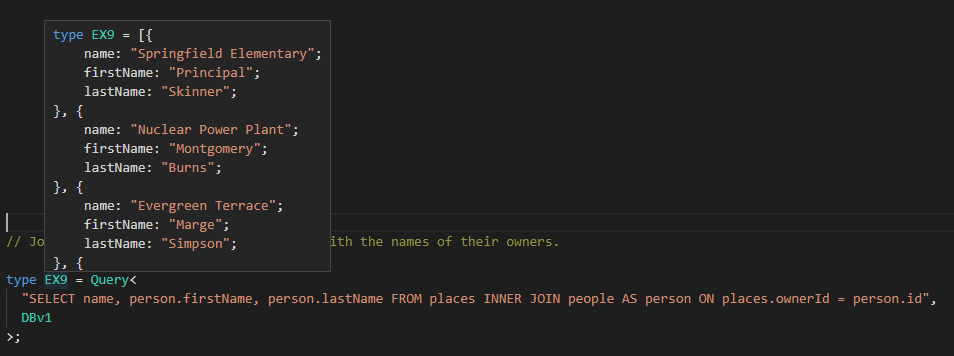 type EX9 = [{
    name: "Springfield Elementary";
    firstName: "Principal";
    lastName: "Skinner";
}, {
    name: "Nuclear Power Plant";
    firstName: "Montgomery";
    lastName: "Burns";
}, {
    name: "Evergreen Terrace";
    firstName: "Marge";
    lastName: "Simpson";
}, {
// Jo ith the names of their owners.
type EX9 = Query<
  "SELECT name, person.firstName, person.lastName FROM places INNER JOIN people AS person ON places.ownerId = person.id",
  DBv1
>;